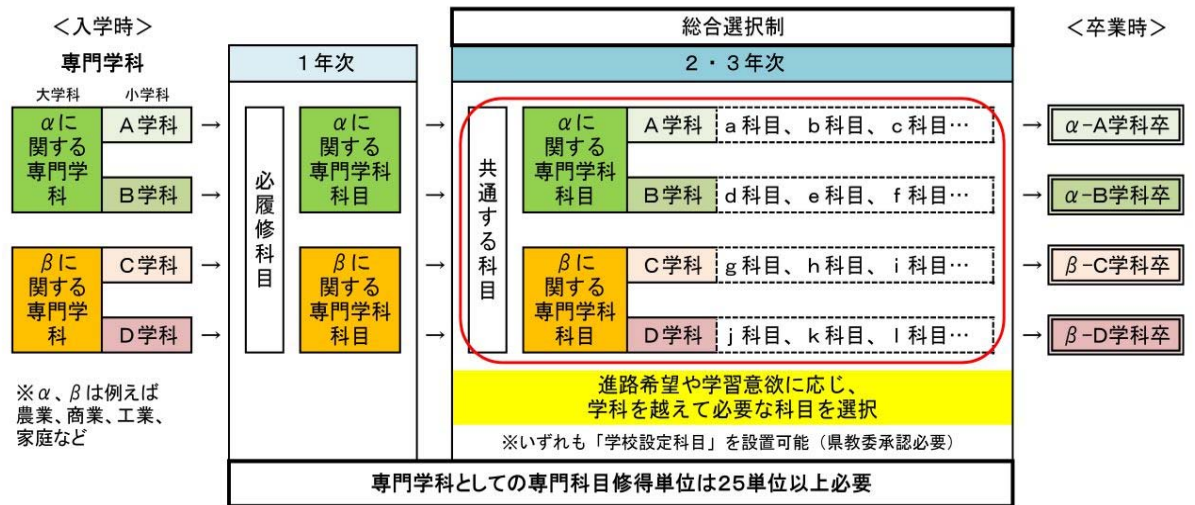 ＜入学時＞
専門学科
大学科
小学科
αに
関する
専門学
科
A学科
→
B学科
→
βに
関する
専門学
科
C学科
→
D学科
→
※α、βは例えば
農業、商業、工業、
家庭など
1年次
必履修科目
αに
関する
専門学科
科目
βに
関する
専門学科
科目
→
→
→
→
総合選択制
2・3年次
共通する科目
αに
関する
専門学科
科目
A学科
a科目、b科目、c科目…
B学科
d科目、e科目、f科目…
βに
関する
専門学科
科目
C学科
g科目、h科目、i科目…
D学科
j科目、k科目、l科目…
進路希望や学習意欲に応じ、
学科を越えて必要な科目を選択
※いずれも「学校設定科目」を設置可能（県教委承認必要）
専門学科としての専門科目修得単位は25単位以上必要
＜卒業時＞
→
α-A学科卒
→
α-B学科卒
→
β-C学科卒
→
β-D学科卒